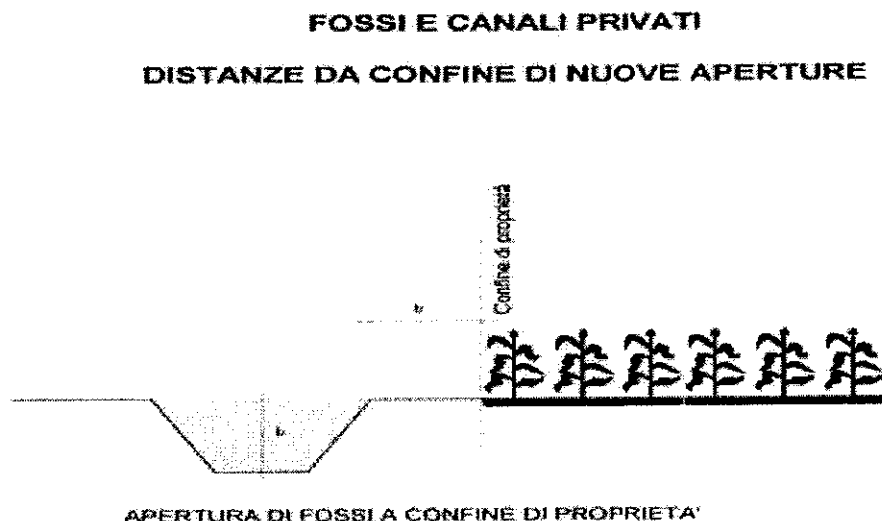 FOSSI E CANALI PRIVATI
DISTANZE DA CONFINE DI NUOVE APERTURE
Confine di proprietà
APERTURA DI FOSSI A CONFINE DI PROPRIETA'